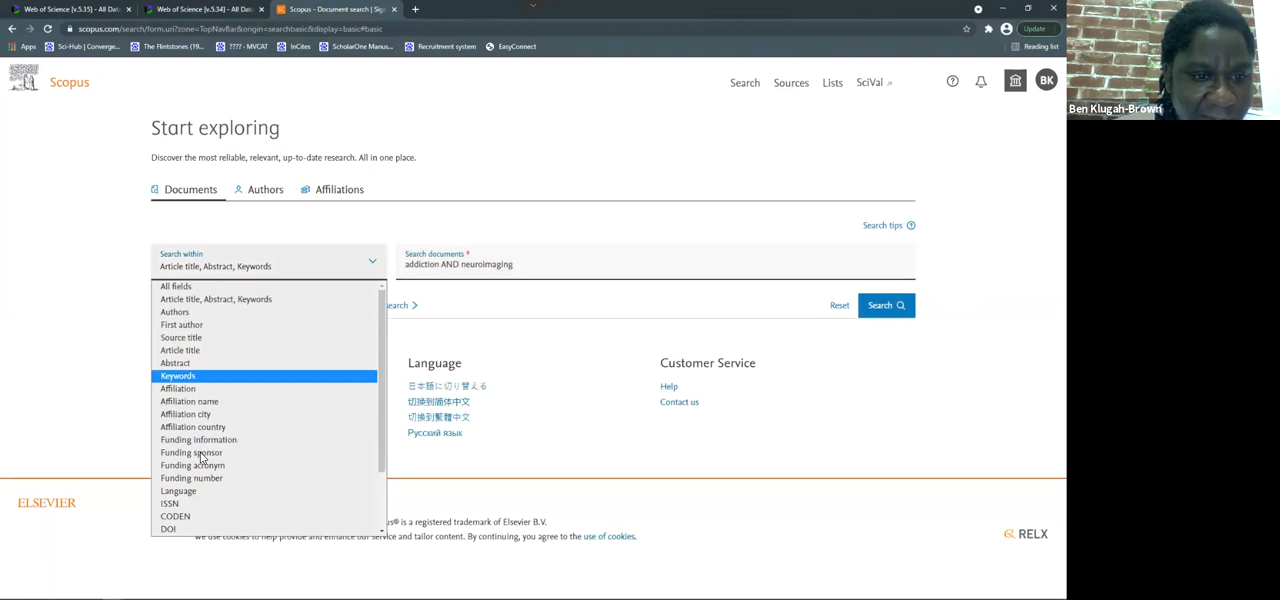 Web of Science [v.5.35] - All Data
Web of Science [v.5.34] - All Data
Scopus - Document search | Sig
scopus.com/search/form.uri?zone=TopNavBar&origin=searchbasic&display=basic#basic
Update
Apps
Sci-Hub | Converge...
The Flintstones (19...
???? - MVCAT
InCites
ScholarOne Manus...
Recruitment system
EasyConnect
Reading list
Ben Klugah-Brown
Scopus
Search
Sources
Lists
SciVal
BK
Start exploring
Discover the most reliable, relevant, up-to-date research. All in one place.
Documents
Authors
Affiliations
Search tips
Search within
Article title, Abstract, Keywords
Search documents *
addiction AND neuroimaging
All fields
Article title, Abstract, Keywords
Authors
First author
Source title
Article title
Abstract
Keywords
Affiliation
Affiliation name
Affiliation city
Affiliation country
Funding information
Funding sponsor
Funding acronym
Funding number
Language
ISSN
CODEN
DOI
search
Reset
Search
Language
日本語に切り替える
切换到简体中文
切換到繁體中文
Русский язык
Customer Service
Help
Contact us
ELSEVIER
is a registered trademark of Elsevier B.V.
We use cookies to help provide and enhance our service and tailor content. By continuing, you agree to the use of cookies.
RELX